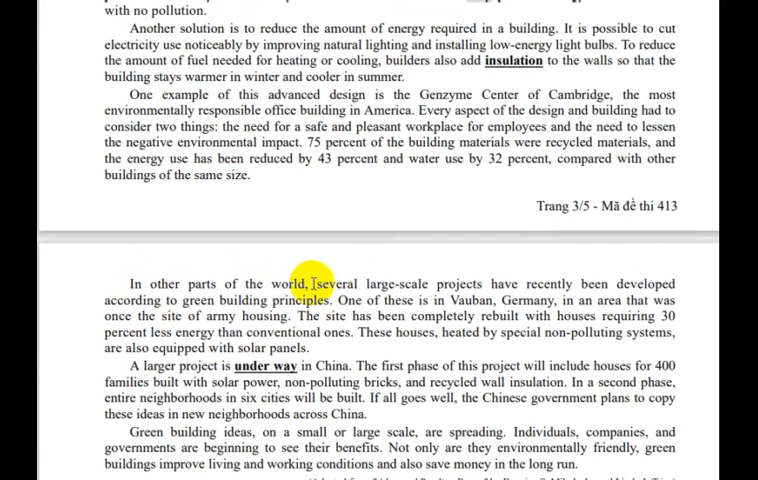 with no pollution.
Another solution is to reduce the amount of energy required in a building. It is possible to cut
electricity use noticeably by improving natural lighting and installing low-energy light bulbs. To reduce
the amount of fuel needed for heating or cooling, builders also add insulation to the walls so that the
building stays warmer in winter and cooler in summer.
One example of this advanced design is the Genzyme Center of Cambridge, the most
environmentally responsible office building in America. Every aspect of the design and building had to
consider two things: the need for a safe and pleasant workplace for employees and the need to lessen
the negative environmental impact. 75 percent of the building materials were recycled materials, and
the energy use has been reduced by 43 percent and water use by 32 percent, compared with other
buildings of the same size.
Trang 3/5 - Mã đề thi 413
In other parts of the world, several large-scale projects have recently been developed
according to green building principles. One of these is in Vauban, Germany, in an area that was
once the site of army housing. The site has been completely rebuilt with houses requiring 30
percent less energy than conventional ones. These houses, heated by special non-polluting systems,
are also equipped with solar panels.
A larger project is under way in China. The first phase of this project will include houses for 400
families built with solar power, non-polluting bricks, and recycled wall insulation. In a second phase,
entire neighborhoods in six cities will be built. If all goes well, the Chinese government plans to copy
these ideas in new neighborhoods across China.
Green building ideas, on a small or large scale, are spreading. Individuals, companies, and
governments are beginning to see their benefits. Not only are they environmentally friendly, green
buildings improve living and working conditions and also save money in the long run.